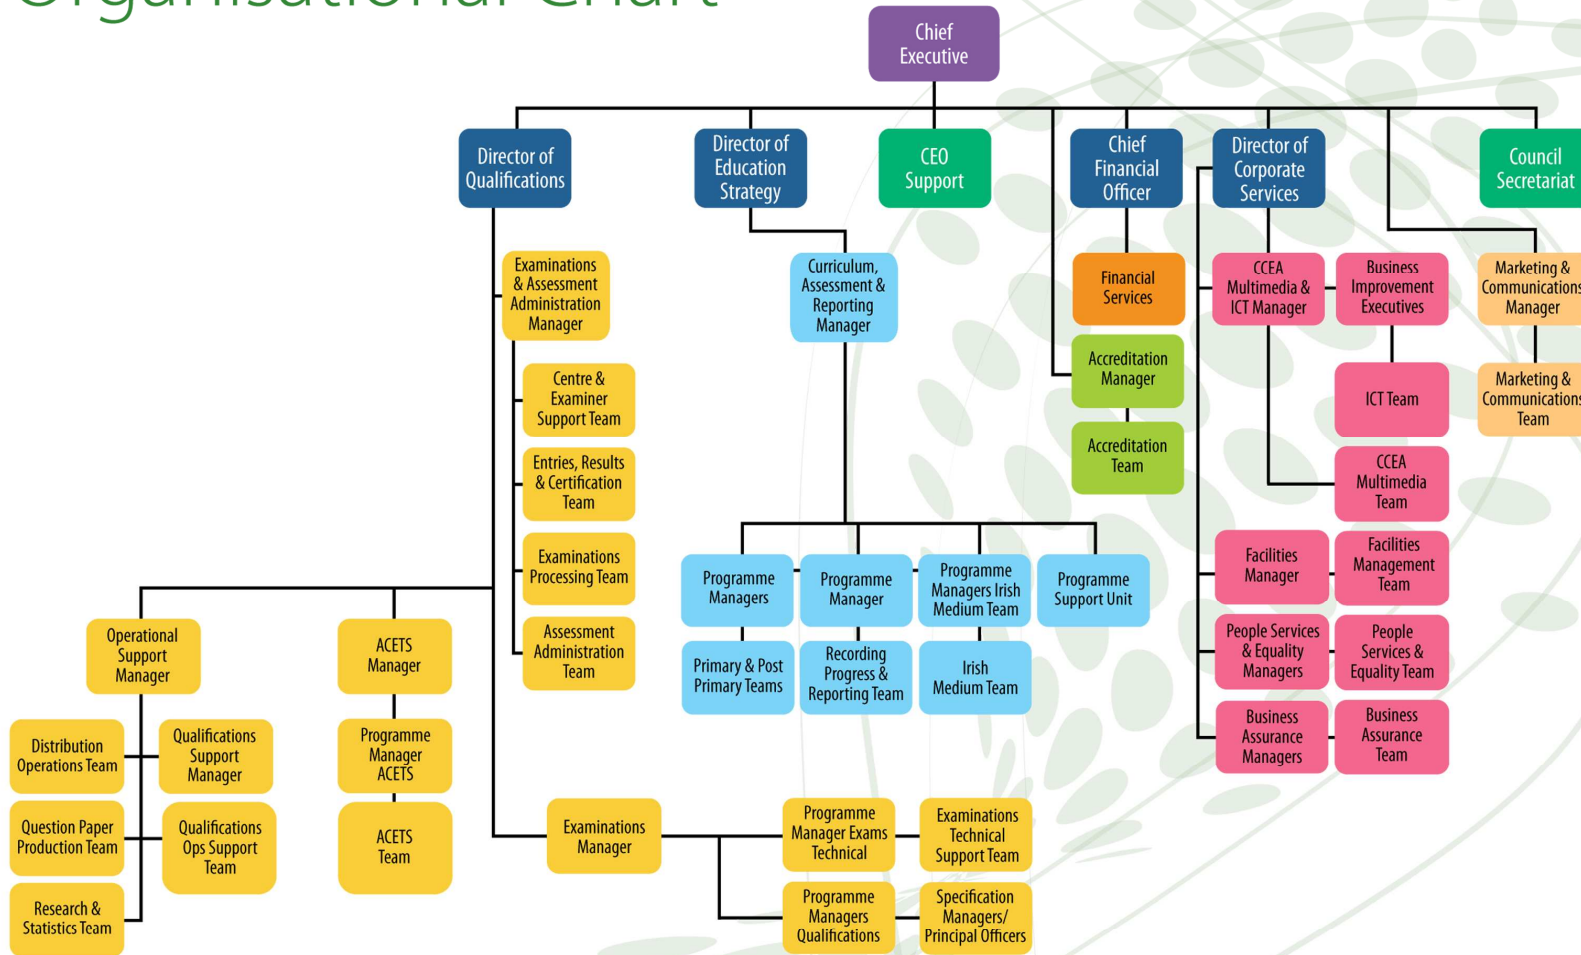 Organisational Chart
Chief
Executive
Director of
Qualifications
Director of
Education
Strategy
CEO
Support
Chief
Financial
Officer
Director of
Corporate
Services
Council
Secretariat
Examinations
& Assessment
Administration
Manager
Curriculum,
Assessment &
Reporting
Manager
Financial
Services
CCEA
Multimedia &
ICT Manager
Business
Improvement
Executives
Marketing &
Communications
Manager
Accreditation
Manager
Centre &
Examiner
Support Team
ICT Team
Marketing &
Communications
Team
Accreditation
Team
Entries, Results
& Certification
Team
CCEA
Multimedia
Team
Examinations
Processing Team
Programme
Managers
Programme
Manager
Programme
Managers Irish
Medium Team
Programme
Support Unit
Facilities
Manager
Facilities
Management
Team
Operational
Support
Manager
ACETS
Manager
Assessment
Administration
Team
Primary & Post
Primary Teams
Recording
Progress &
Reporting Team
Irish
Medium Team
People Services
& Equality
Managers
People
Services &
Equality Team
Distribution
Operations Team
Qualifications
Support
Manager
Programme
Manager
ACETS
Business
Assurance
Managers
Business
Assurance
Team
Question Paper
Production Team
Qualifications
Ops Support
Team
ACETS
Team
Examinations
Manager
Programme
Manager Exams
Technical
Examinations
Technical
Support Team
Research &
Statistics Team
Programme
Managers
Qualifications
Specification
Managers/
Principal Officers